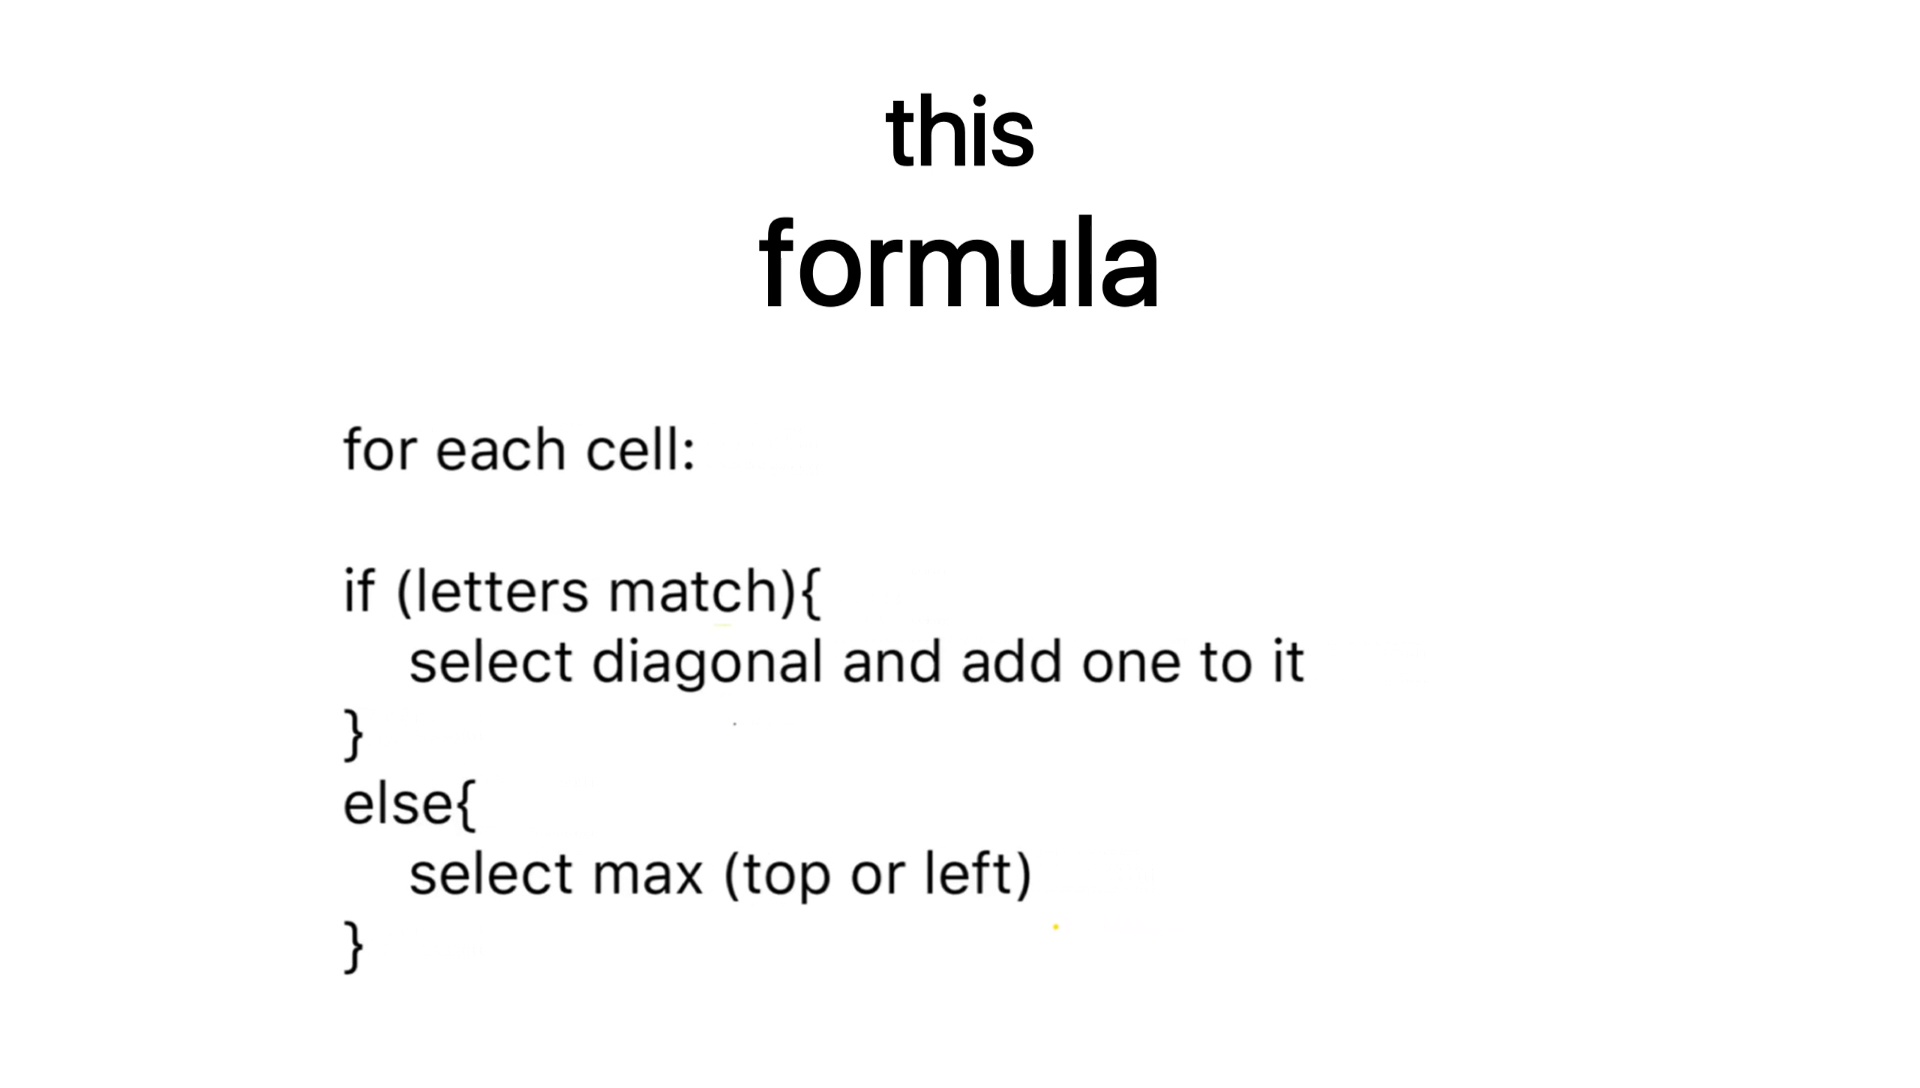 this
formula
for each cell:
if (letters match){
select diagonal and add one to it
}
else{
select max (top or left)
}